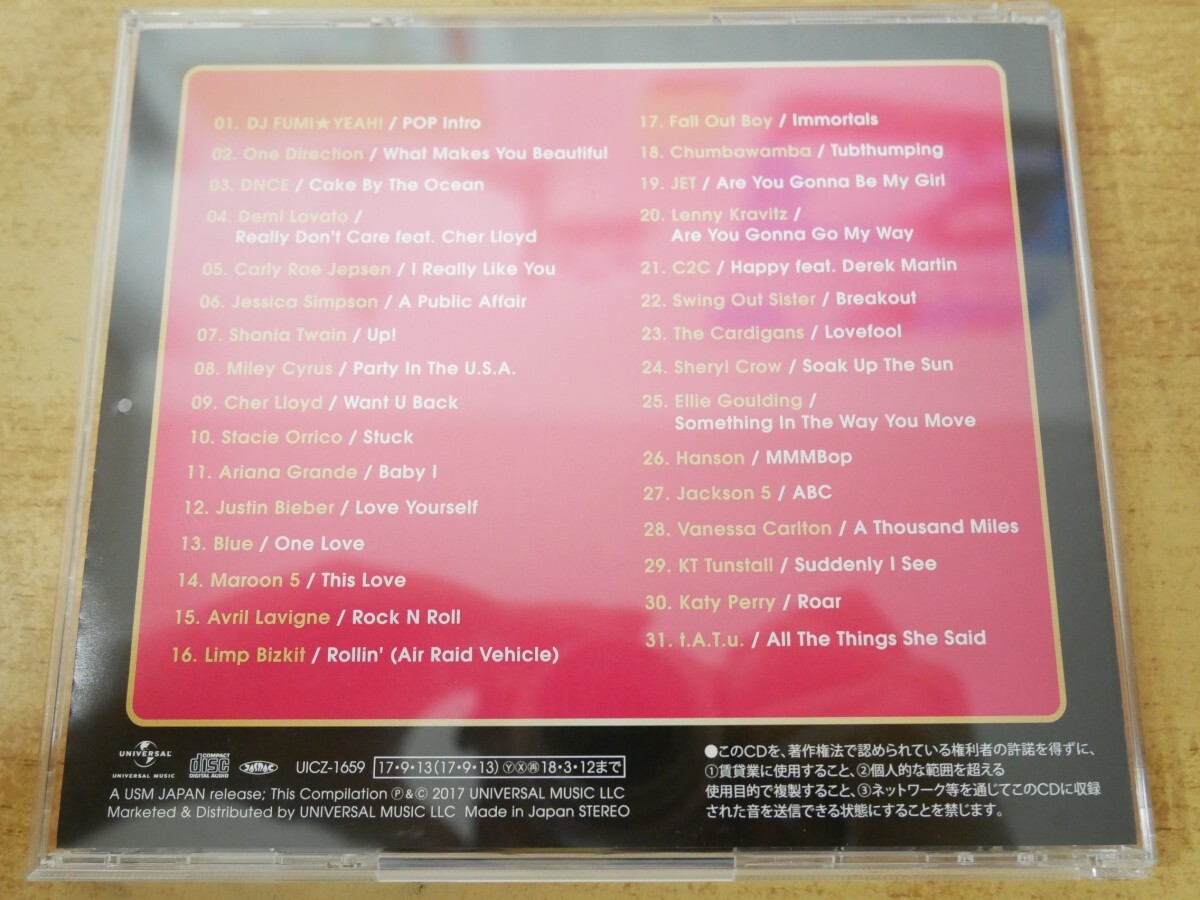 01. DJ FUMI★YEAH! / POP Intro
02. One Direction / What Makes You Beautiful
03. DNCE / Cake By The Ocean
04. Demi Lovato /
Really Don't Care feat. Cher Lloyd
05. Carly Rae Jepsen / I Really Like You
06. Jessica Simpson / A Public Affair
07. Shania Twain / Up!
08. Miley Cyrus / Party In The U.S.A.
09. Cher Lloyd / Want U Back
10. Stacie Orrico / Stuck
11. Ariana Grande / Baby I
12. Justin Bieber / Love Yourself
13. Blue / One Love
14. Maroon 5 / This Love
15. Avril Lavigne / Rock N Roll
16. Limp Bizkit / Rollin' (Air Raid Vehicle)
17. Fall Out Boy / Immortals
18. Chumbawamba / Tubthumping
19. JET / Are You Gonna Be My Girl
20. Lenny Kravitz /
Are You Gonna Go My Way
21. C2C / Happy feat. Derek Martin
22. Swing Out Sister / Breakout
23. The Cardigans / Lovefool
24. Sheryl Crow / Soak Up The Sun
25. Ellie Goulding /
Something In The Way You Move
26. Hanson / MMMBop
27. Jackson 5 / ABC
28. Vanessa Carlton / A Thousand Miles
29. KT Tunstall / Suddenly I See
30. Katy Perry / Roar
31. t.A.T.u. / All The Things She Said
UNIVERSAL
UNIVERSAL MUSIC
COMPACT
disc
DIGITAL AUDIO
JASRAC
UICZ-1659 17・9・13(17・9・13) Ⓨ Ⓧ ㊢ 18・3・12まで
A USM JAPAN release; This Compilation Ⓟ&© 2017 UNIVERSAL MUSIC LLC
Marketed & Distributed by UNIVERSAL MUSIC LLC Made in Japan STEREO
●このCDを、著作権法で認められている権利者の許諾を得ずに、
①賃貸業に使用すること、②個人的な範囲を超える
使用目的で複製すること、③ネットワーク等を通じてこのCDに収録
された音を送信できる状態にすることを禁じます。